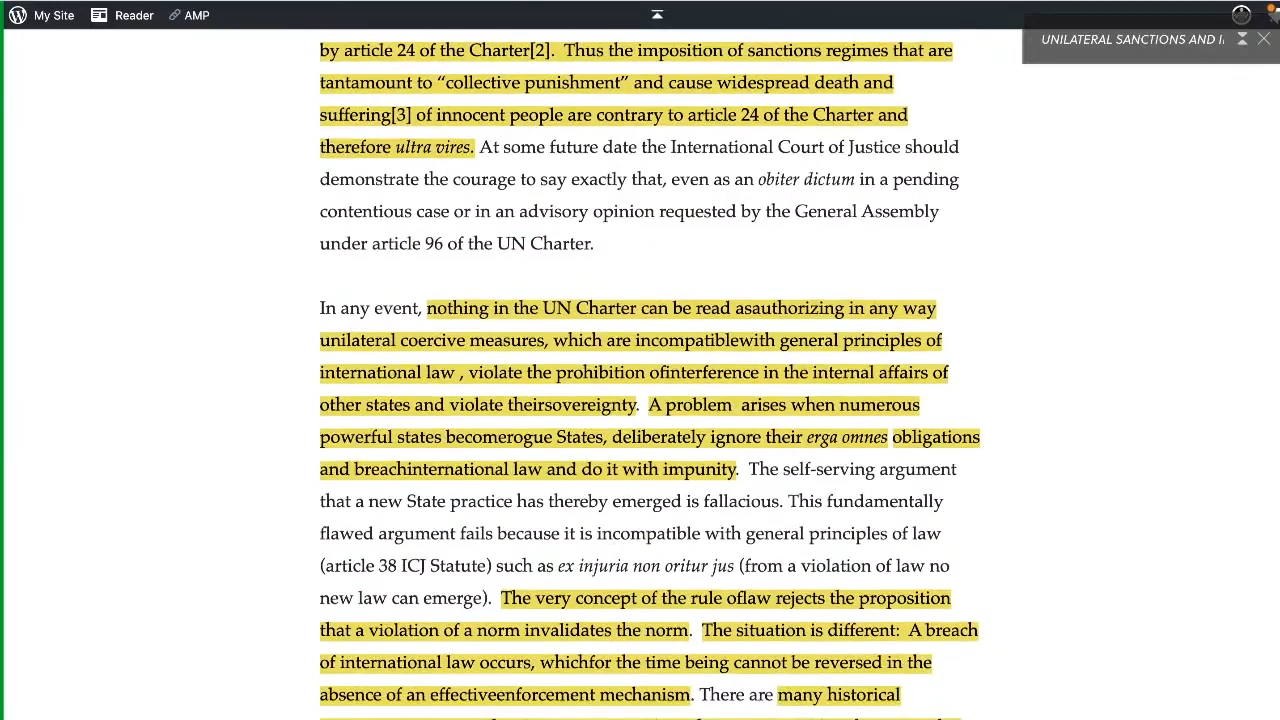 My Site Reader AMP
UNILATERAL SANCTIONS AND I
by article 24 of the Charter[2]. Thus the imposition of sanctions regimes that are
tantamount to “collective punishment” and cause widespread death and
suffering[3] of innocent people are contrary to article 24 of the Charter and
therefore ultra vires. At some future date the International Court of Justice should
demonstrate the courage to say exactly that, even as an obiter dictum in a pending
contentious case or in an advisory opinion requested by the General Assembly
under article 96 of the UN Charter.
In any event, nothing in the UN Charter can be read asauthorizing in any way
unilateral coercive measures, which are incompatiblewith general principles of
international law , violate the prohibition ofinterference in the internal affairs of
other states and violate theirsovereignty. A problem arises when numerous
powerful states becomerogue States, deliberately ignore their erga omnes obligations
and breachinternational law and do it with impunity. The self-serving argument
that a new State practice has thereby emerged is fallacious. This fundamentally
flawed argument fails because it is incompatible with general principles of law
(article 38 ICJ Statute) such as ex injuria non oritur jus (from a violation of law no
new law can emerge). The very concept of the rule oflaw rejects the proposition
that a violation of a norm invalidates the norm. The situation is different: A breach
of international law occurs, whichfor the time being cannot be reversed in the
absence of an effectiveenforcement mechanism. There are many historical